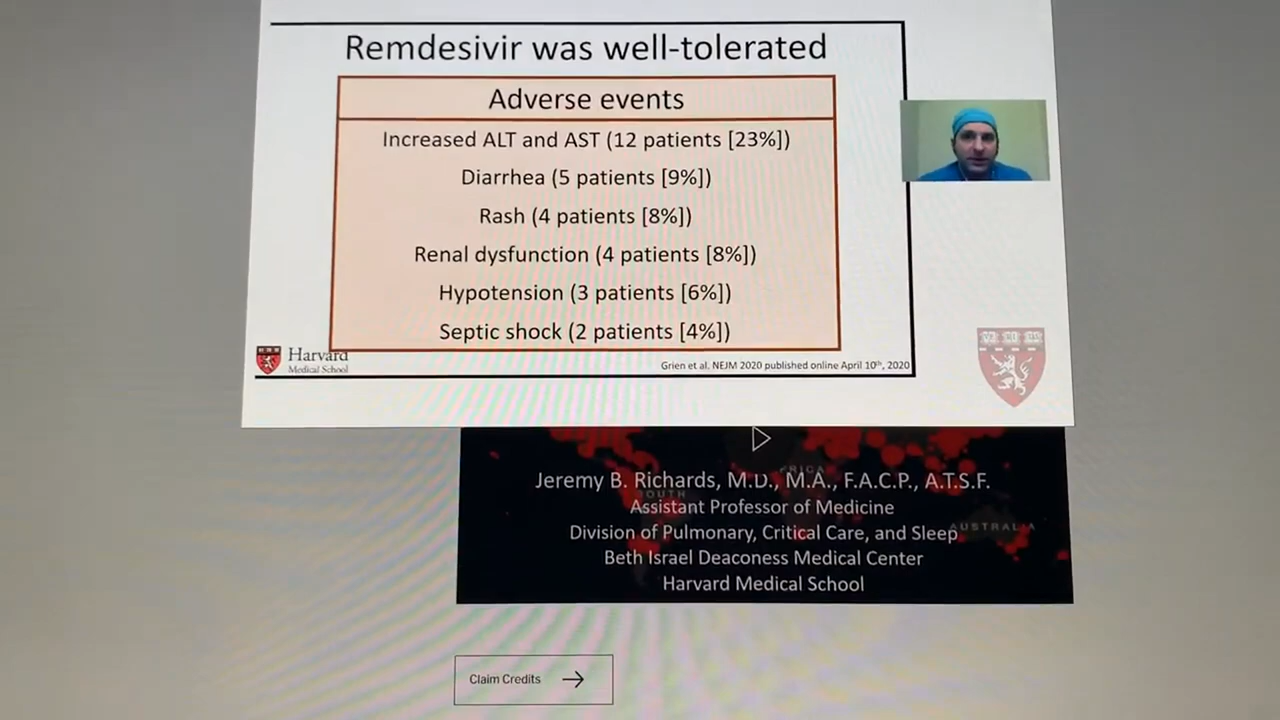 Remdesivir was well-tolerated
Adverse events
Increased ALT and AST (12 patients [23%])
Diarrhea (5 patients [9%])
Rash (4 patients [8%])
Renal dysfunction (4 patients [8%])
Hypotension (3 patients [6%])
Septic shock (2 patients [4%])
Harvard
Medical School
Grien et al. NEJM 2020 published online April 10th, 2020
AFRICA
Jeremy B. Richards, M.D., M.A., F.A.C.P., A.T.S.F.
SOUTH
Assistant Professor of Medicine
AUSTRALIA
Division of Pulmonary, Critical Care, and Sleep
Beth Israel Deaconess Medical Center
Harvard Medical School
Claim Credits